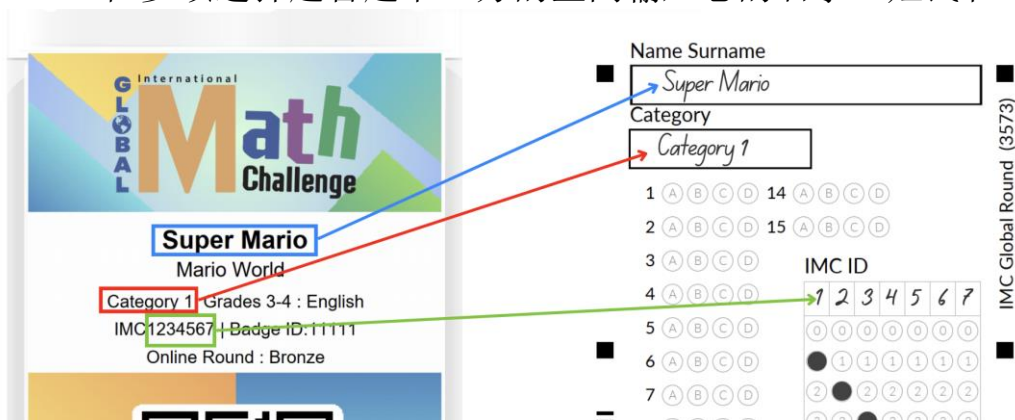 GLOBAL
International
Math
Challenge
Super Mario
Mario World
Category 1 Grades 3-4 : English
IMC1234567 | Badge ID:11111
Online Round : Bronze
Name Surname
Super Mario
Category
Category 1
1 A B C D 14 A B C D
2 A B C D 15 A B C D
3 A B C D
4 A B C D
5 A B C D
6 A B C D
7 A B C D
IMC ID
1 2 3 4 5 6 7
0 0 0 0 0 0 0
1 1 1 1 1 1
2 2 2 2 2 2
IMC Global Round (3573)